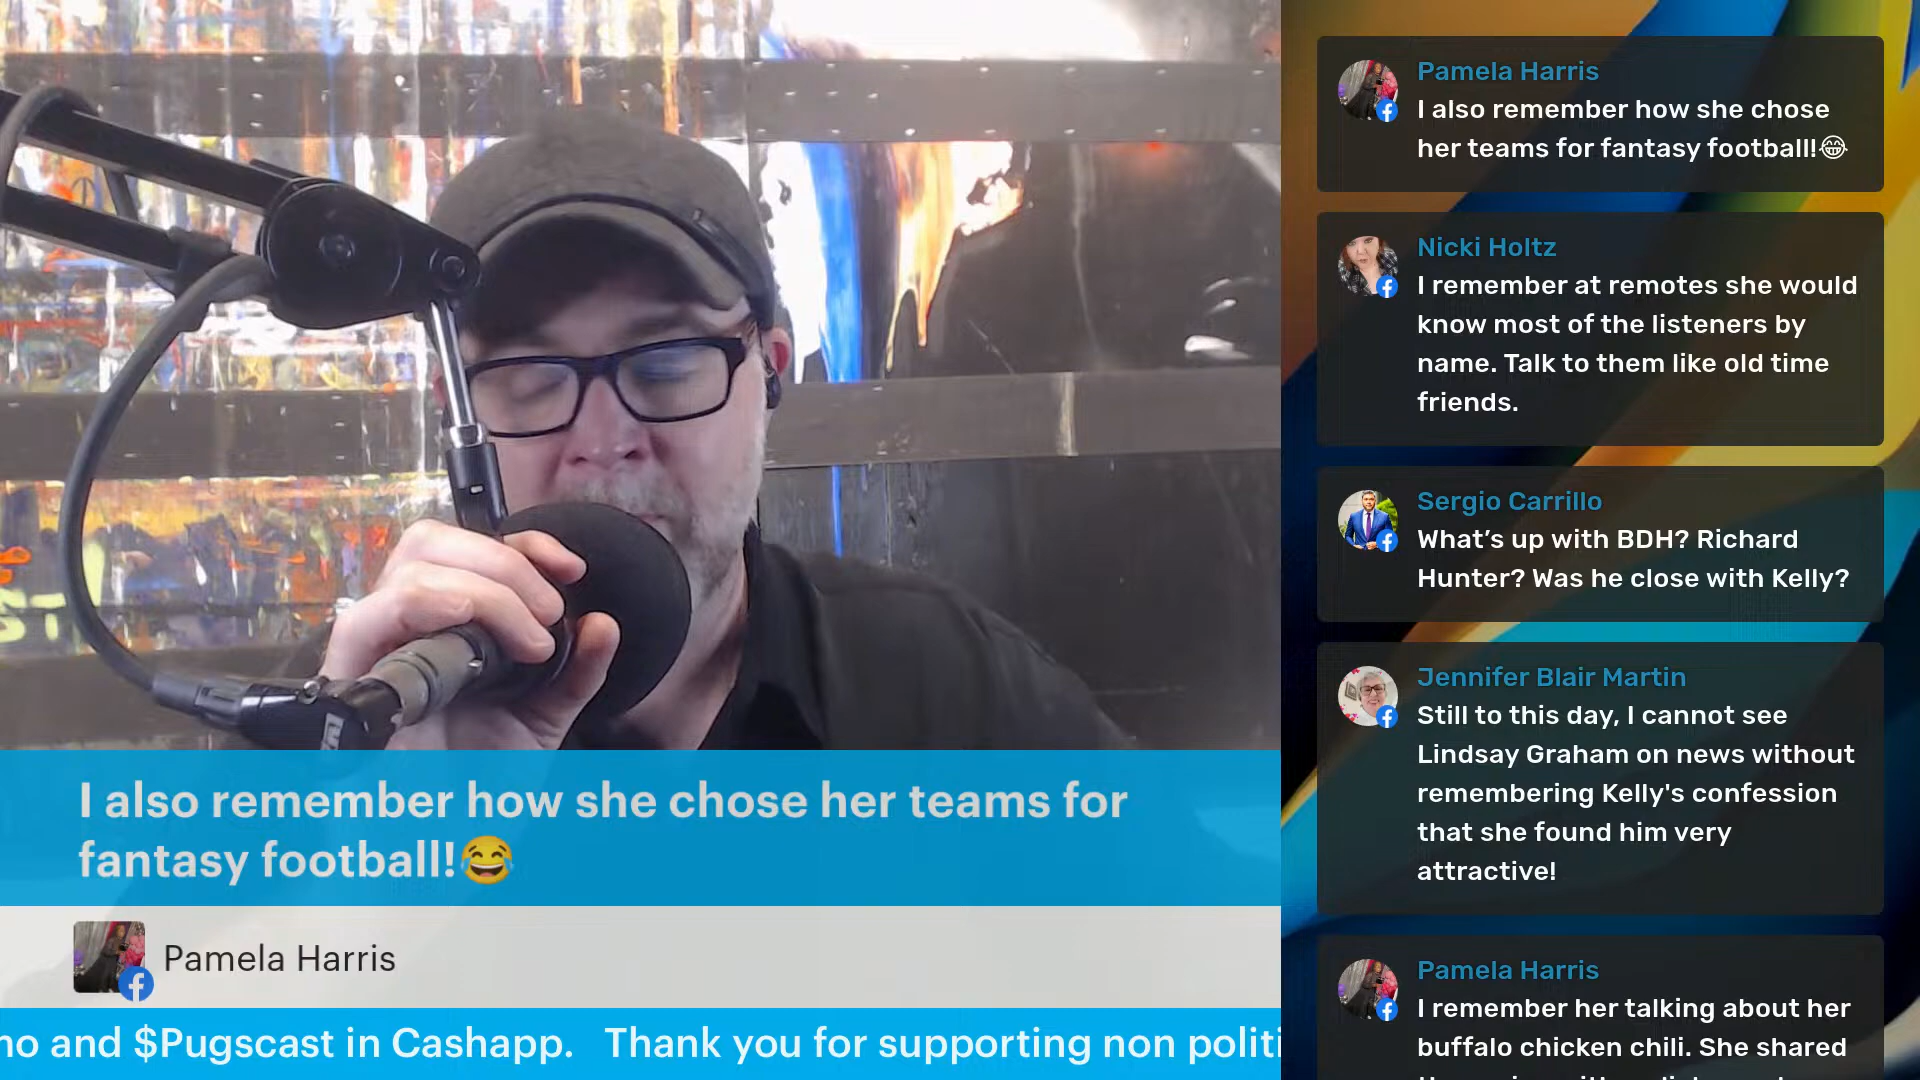 I also remember how she chose her teams for
fantasy football!😂
Pamela Harris
and $Pugscast in Cashapp. Thank you for supporting non
Pamela Harris
I also remember how she chose
her teams for fantasy football!😂
Nicki Holtz
I remember at remotes she would
know most of the listeners by
name. Talk to them like old time
friends.
Sergio Carrillo
What’s up with BDH? Richard
Hunter? Was he close with Kelly?
Jennifer Blair Martin
Still to this day, I cannot see
Lindsay Graham on news without
remembering Kelly's confession
that she found him very
attractive!
Pamela Harris
I remember her talking about her
buffalo chicken chili. She shared